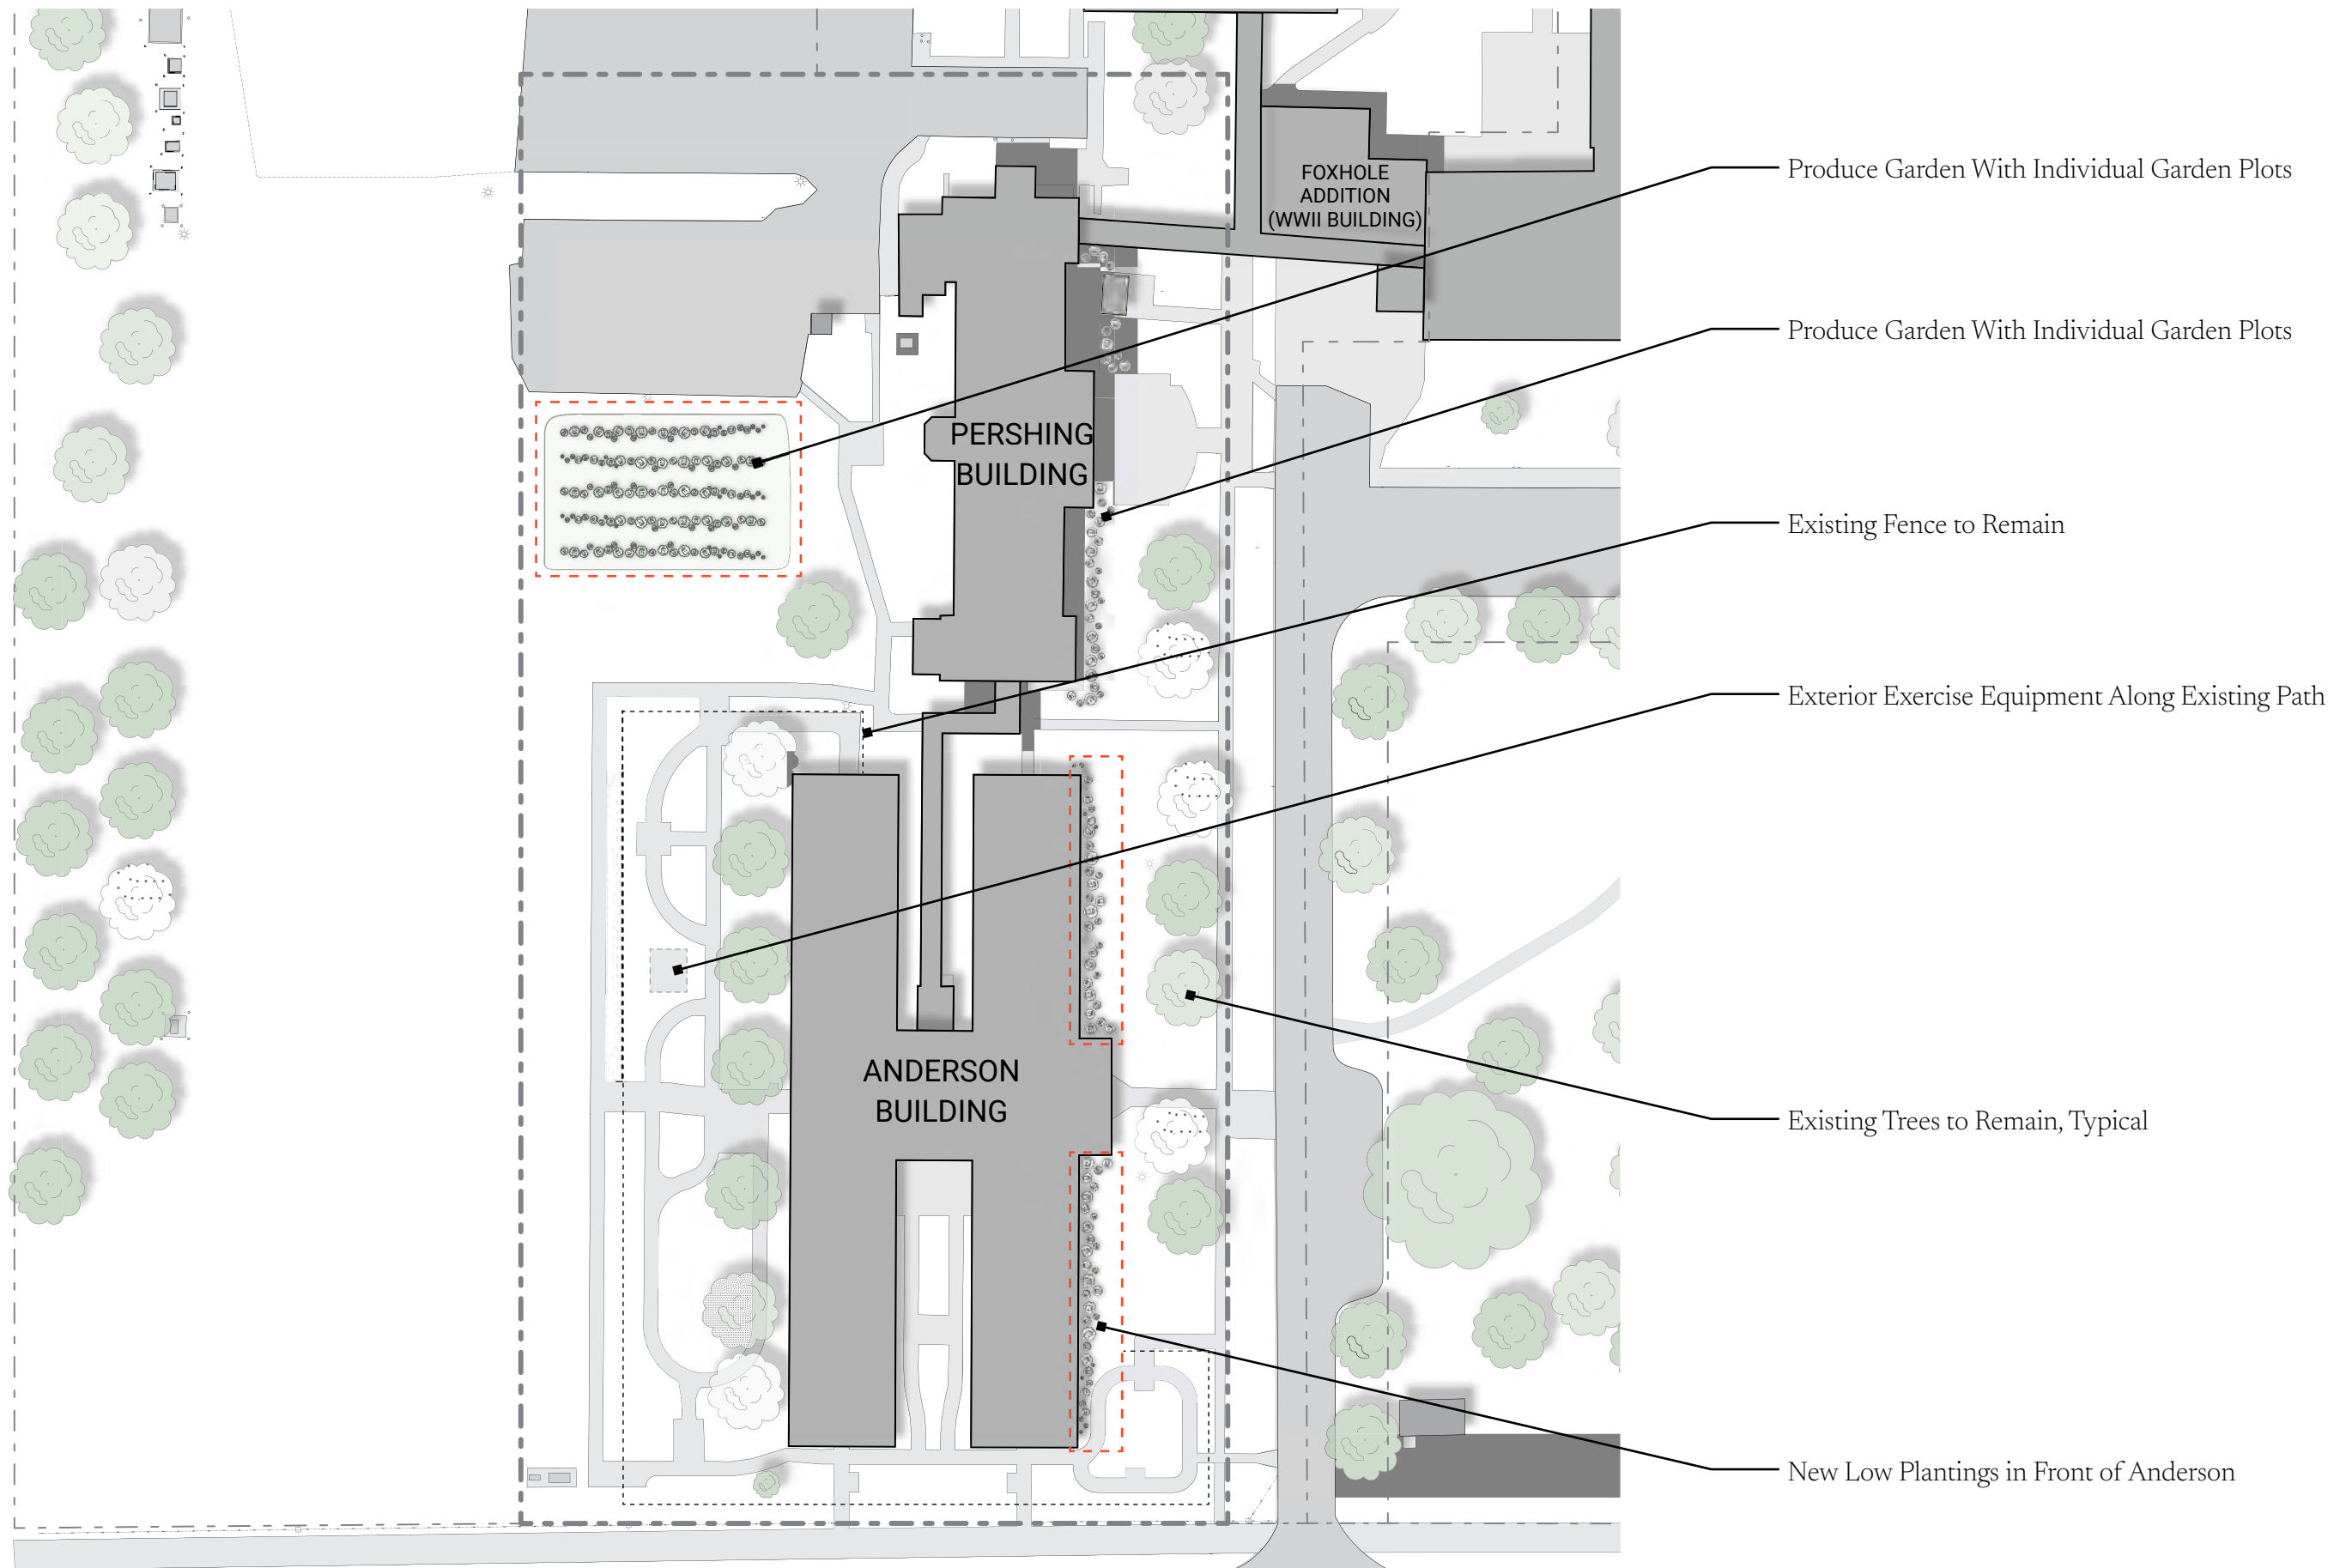 FOXHOLE
ADDITION
(WWII BUILDING)
Produce Garden With Individual Garden Plots
Produce Garden With Individual Garden Plots
PERSHING
BUILDING
Existing Fence to Remain
Exterior Exercise Equipment Along Existing Path
ANDERSON
BUILDING
Existing Trees to Remain, Typical
New Low Plantings in Front of Anderson